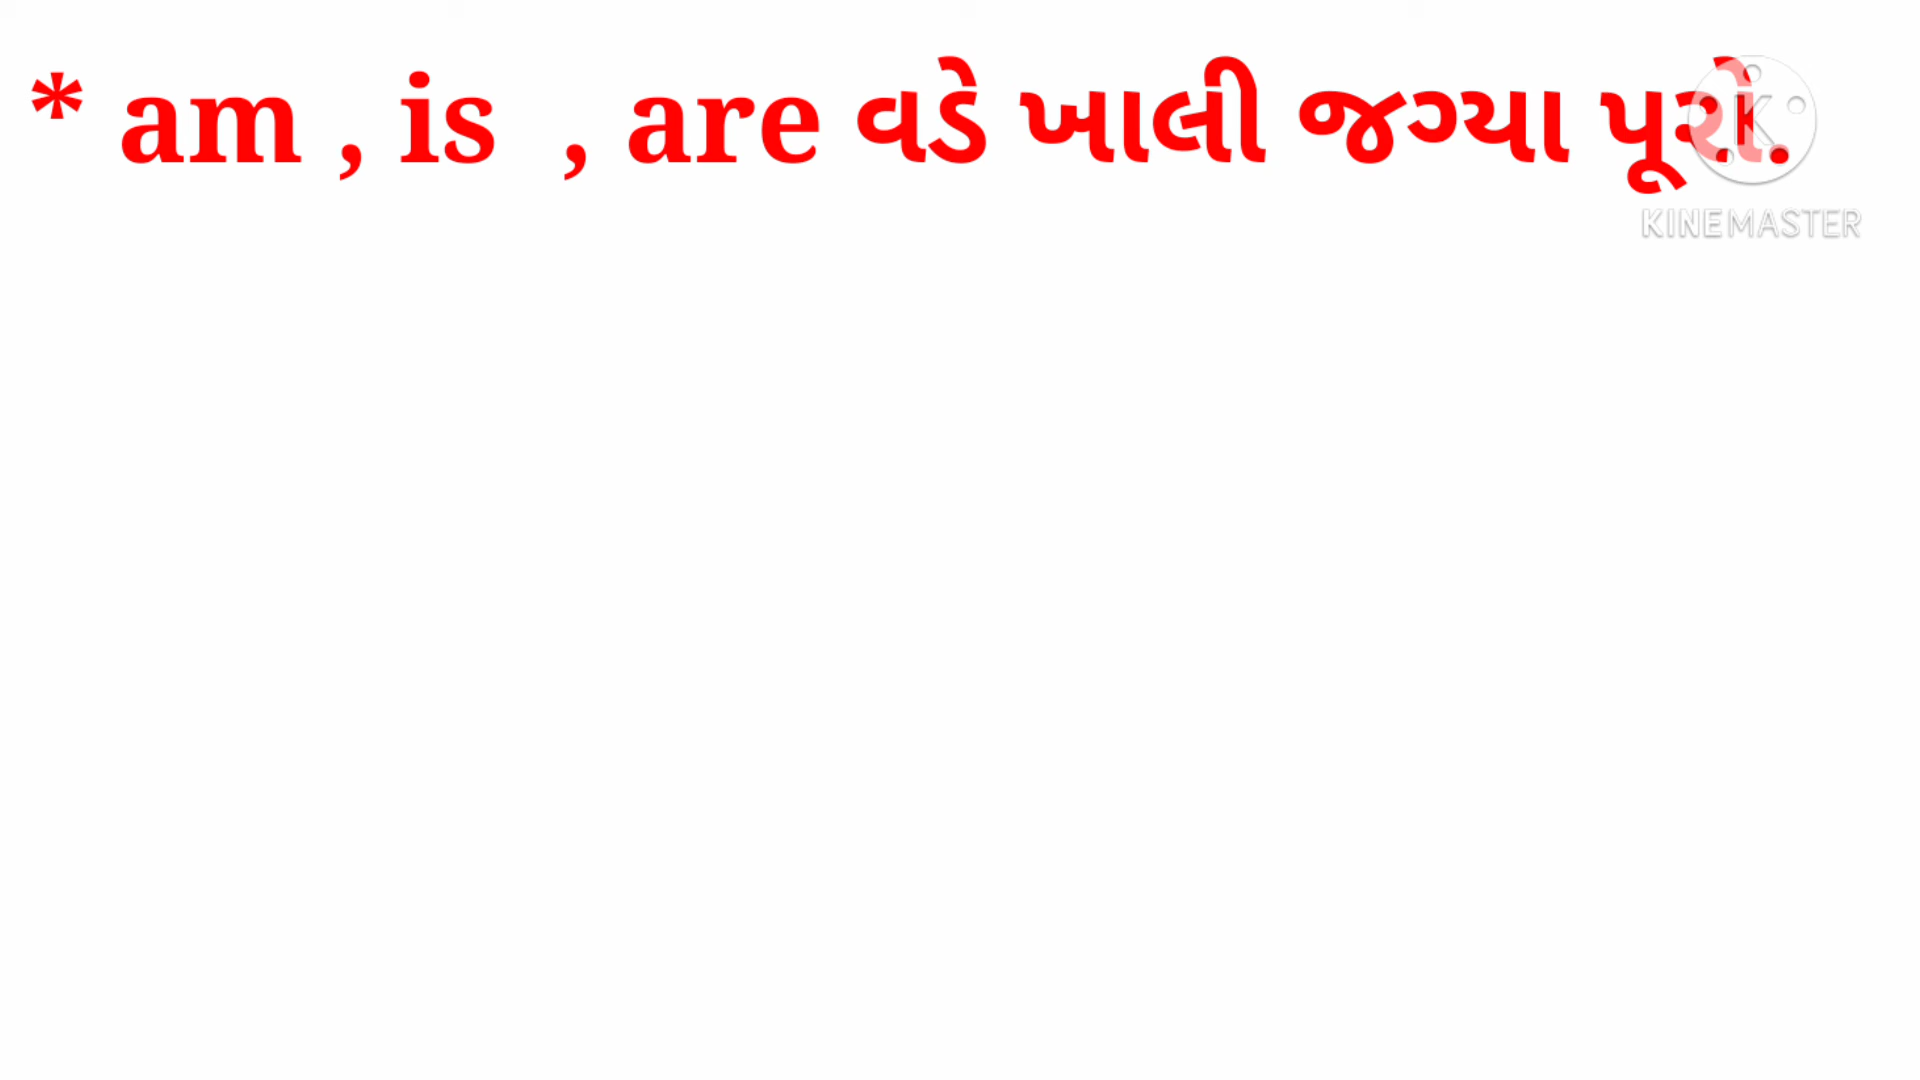 * am , is , are વડે ખાલી જગ્યા પૂરો.
KINEMASTER